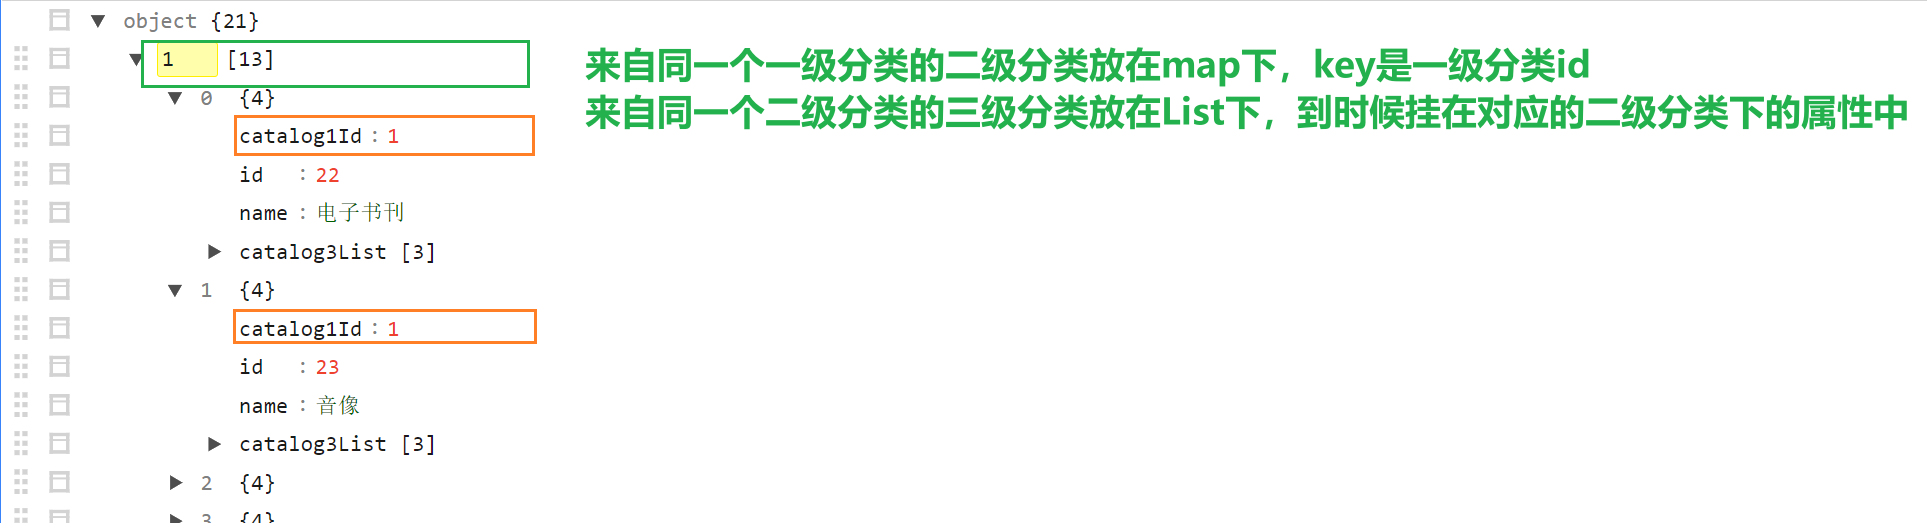 object {21}
1 [13]
来自同一个一级分类的二级分类放在map下，key是一级分类id
来自同一个二级分类的三级分类放在List下，到时候挂在对应的二级分类下的属性中
0 {4}
catalog1Id : 1
id : 22
name : 电子书刊
catalog3List [3]
1 {4}
catalog1Id : 1
id : 23
name : 音像
catalog3List [3]
2 {4}
3 {4}